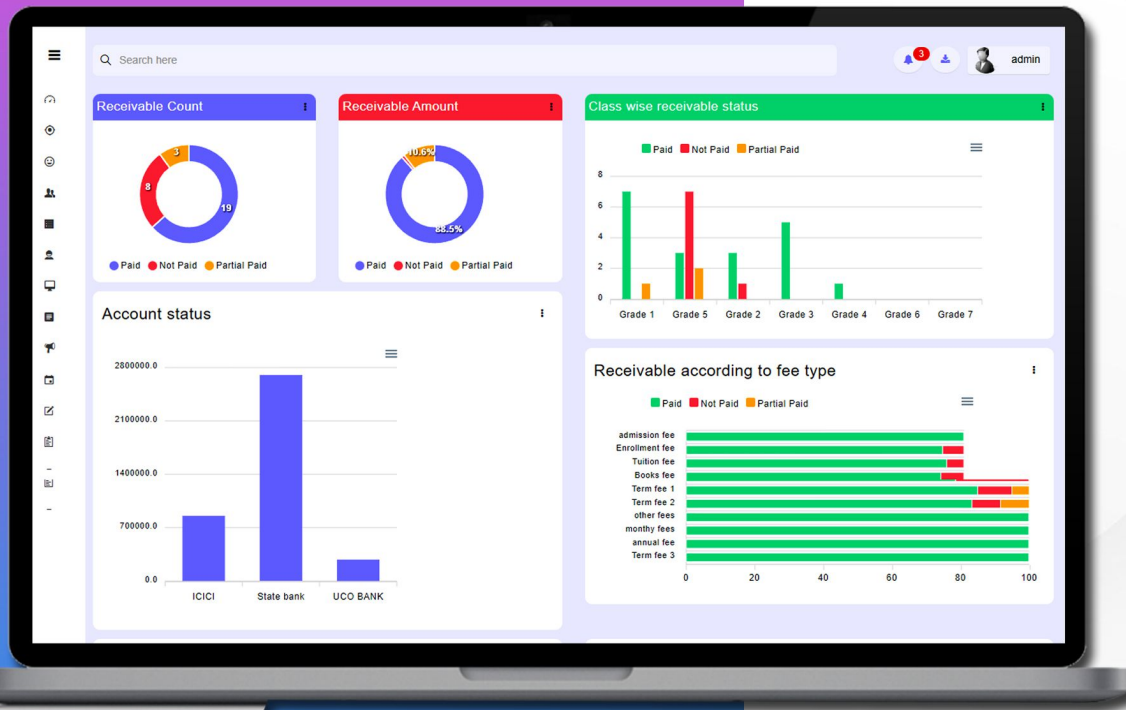 Search here
3
admin
Receivable Count
3
8
19
Paid Not Paid Partial Paid
Receivable Amount
10.6%
88.5%
Paid Not Paid Partial Paid
Class wise receivable status
Paid Not Paid Partial Paid
8
6
4
2
0
Grade 1 Grade 5 Grade 2 Grade 3 Grade 4 Grade 6 Grade 7
Account status
2800000.0
2100000.0
1400000.0
700000.0
0.0
ICICI State bank UCO BANK
Receivable according to fee type
Paid Not Paid Partial Paid
admission fee
Enrollment fee
Tuition fee
Books fee
Term fee 1
Term fee 2
other fees
monthy fees
annual fee
Term fee 3
0 20 40 60 80 100